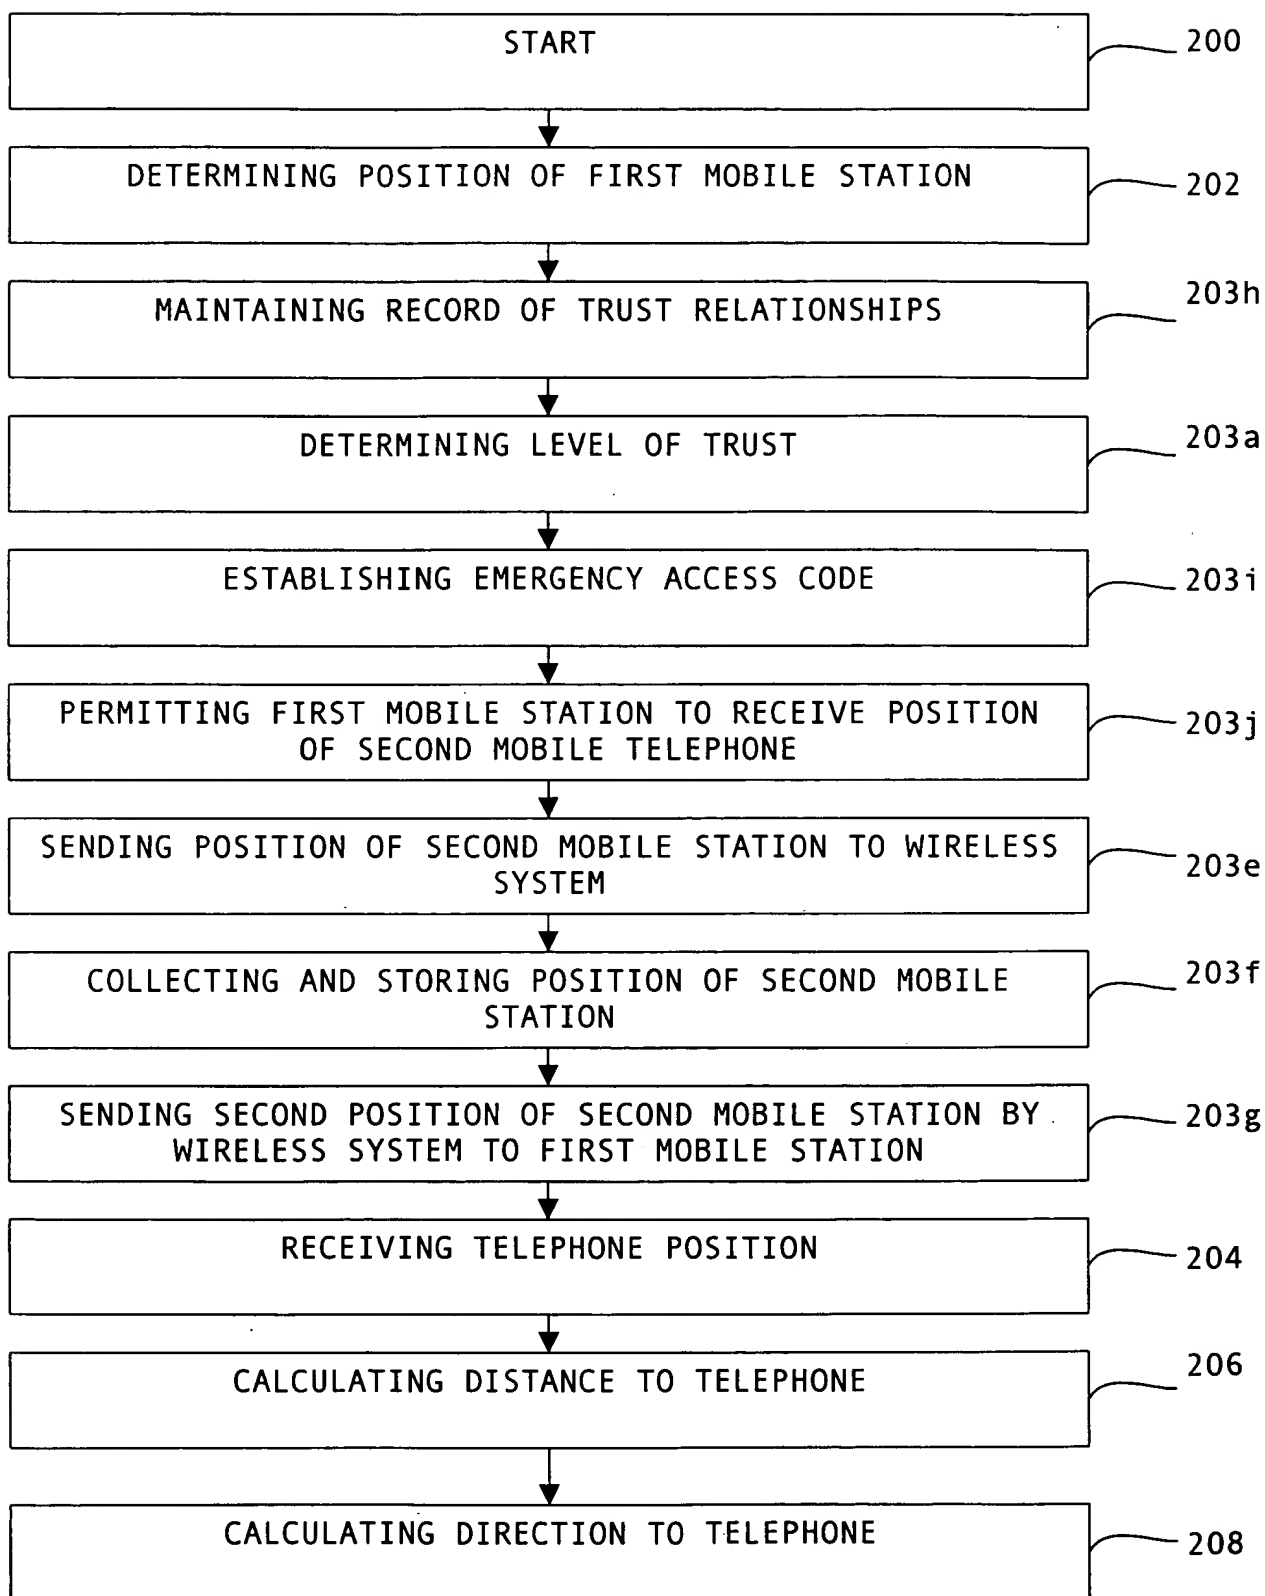 START
200
DETERMINING POSITION OF FIRST MOBILE STATION
202
MAINTAINING RECORD OF TRUST RELATIONSHIPS
203h
DETERMINING LEVEL OF TRUST
203a
ESTABLISHING EMERGENCY ACCESS CODE
203i
PERMITTING FIRST MOBILE STATION TO RECEIVE POSITION
OF SECOND MOBILE TELEPHONE
203j
SENDING POSITION OF SECOND MOBILE STATION TO WIRELESS
SYSTEM
203e
COLLECTING AND STORING POSITION OF SECOND MOBILE
STATION
203f
SENDING SECOND POSITION OF SECOND MOBILE STATION BY
WIRELESS SYSTEM TO FIRST MOBILE STATION
203g
RECEIVING TELEPHONE POSITION
204
CALCULATING DISTANCE TO TELEPHONE
206
CALCULATING DIRECTION TO TELEPHONE
208